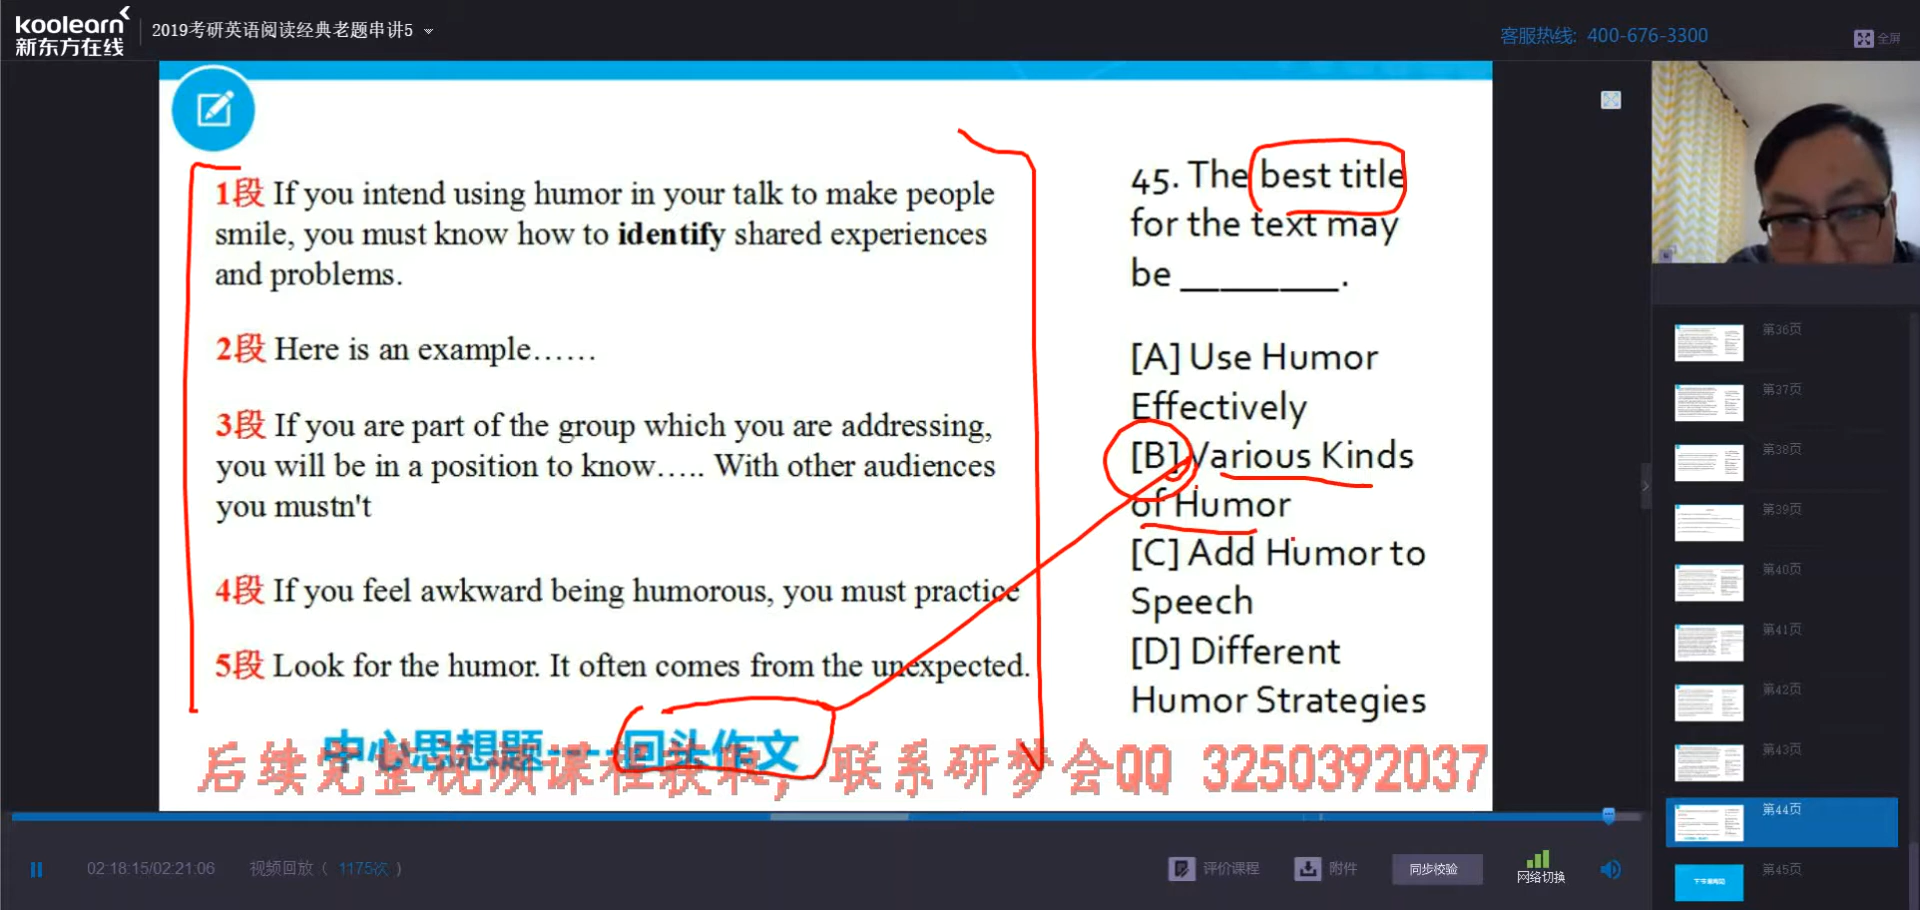 koolearn
新东方在线
2019考研英语阅读经典老题串讲5
客服热线: 400-676-3300
全屏
1段 If you intend using humor in your talk to make people
smile, you must know how to identify shared experiences
and problems.
2段 Here is an example……
3段 If you are part of the group which you are addressing,
you will be in a position to know….. With other audiences
you mustn't
4段 If you feel awkward being humorous, you must practice
5段 Look for the humor. It often comes from the unexpected.
中心思想题——回头作文
后续完整视频课程获取，联系研梦会QQ 3250392037
45. The best title
for the text may
be ________.
[A] Use Humor
Effectively
[B] Various Kinds
of Humor
[C] Add Humor to
Speech
[D] Different
Humor Strategies
第36页
第37页
第38页
第39页
第40页
第41页
第42页
第43页
第44页
第45页
02:18:15/02:21:06
视频回放（ 1175次 ）
评价课程
附件
同步校验
网络切换